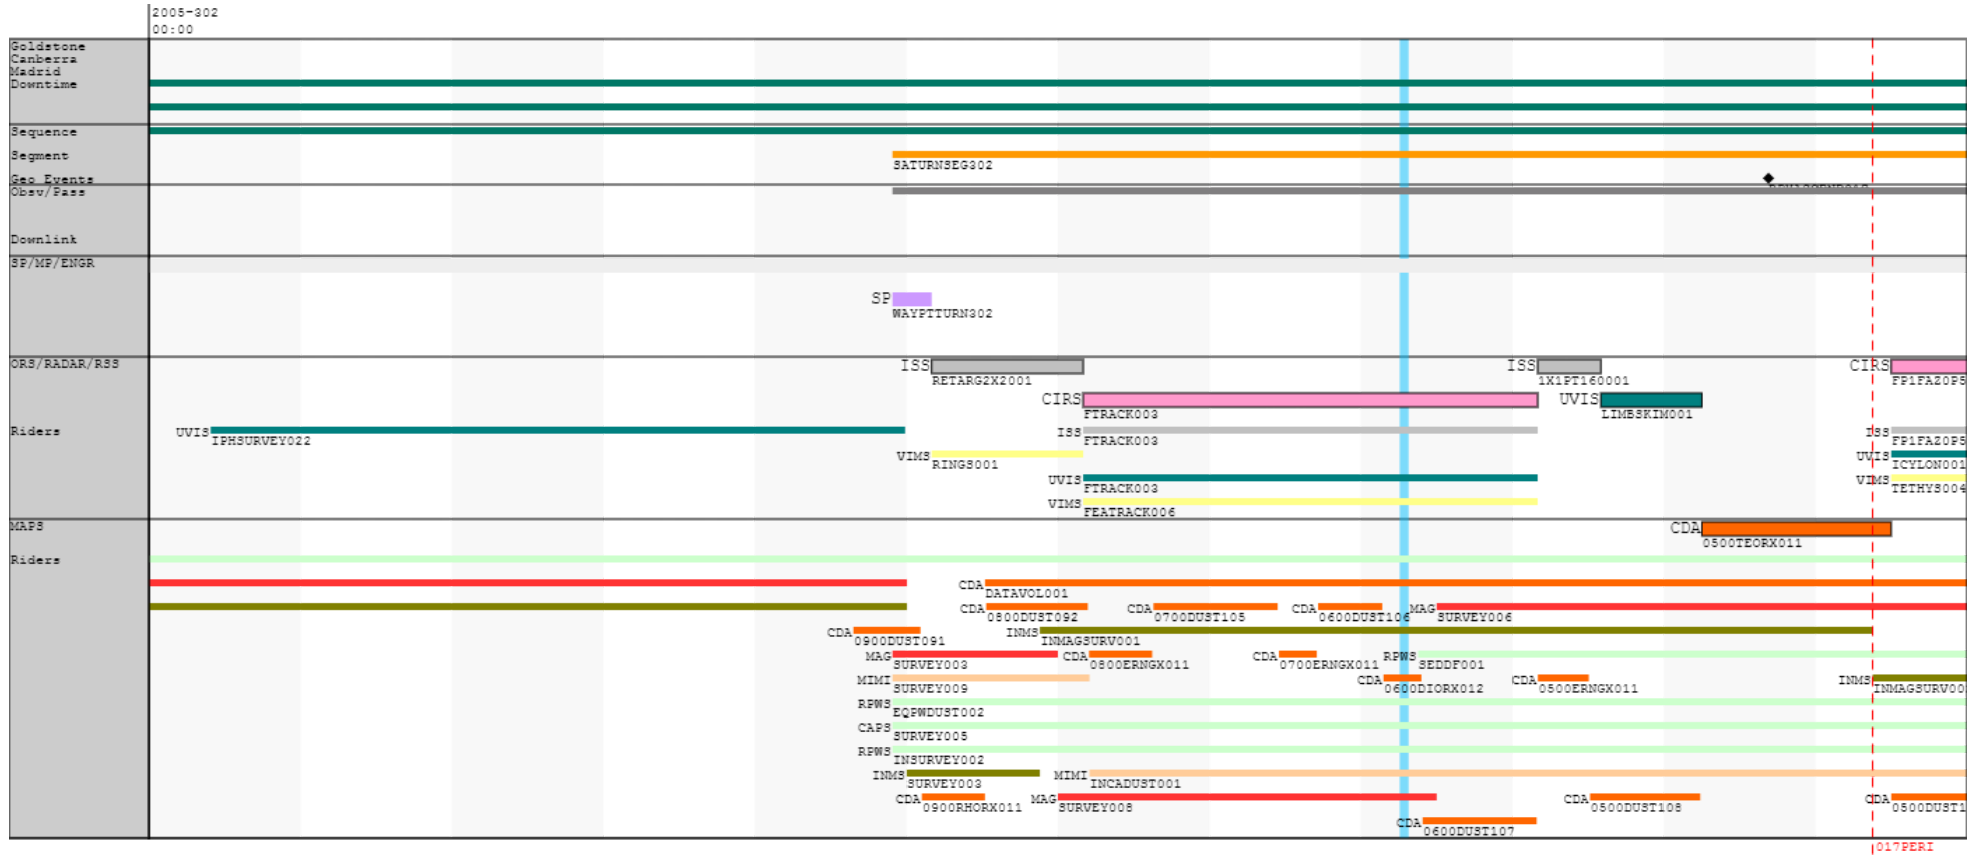 2005-302
00:00
Goldstone
Canberra
Madrid
Downtime
Sequence
Segment
SATURNSEG302
Geo Events
Obsv/Pass
Downlink
SP/MP/ENGR
SP
WAYPTTURN302
ORS/RADAR/RSS
ISS ISS CIRS
RETARG2X2001 1X1PT160001 FP1FAZ0P5
CIRS UVIS
FTRACK003 LIMBSKIM001
Riders
UVIS ISS ISS
IPHSURVEY022 FTRACK003 FP1FAZ0P5
VIMS UVIS
RINGS001 ICYLON001
UVIS VIMS
FTRACK003 TETHYS004
VIMS
FEATRACK006
MAPS
CDA
0500TEORX011
Riders
CDA
DATAVOL001
CDA CDA CDA MAG
0800DUST092 0700DUST105 0600DUST106 SURVEY006
CDA INMS
0900DUST091 INMAGSURV001
MAG CDA CDA RPWS
SURVEY003 0800ERNGX011 0700ERNGX011 SEDDF001
MIMI CDA CDA INMS
SURVEY009 0600DIORX012 0500ERNGX011 INMAGSURV00
RPWS
EQPWDUST002
CAPS
SURVEY005
RPWS
INSURVEY002
INMS MIMI
SURVEY003 INCADUST001
CDA MAG CDA CDA
0900RHORX011 SURVEY008 0500DUST108 0500DUST1
CDA
0600DUST107
017PERI